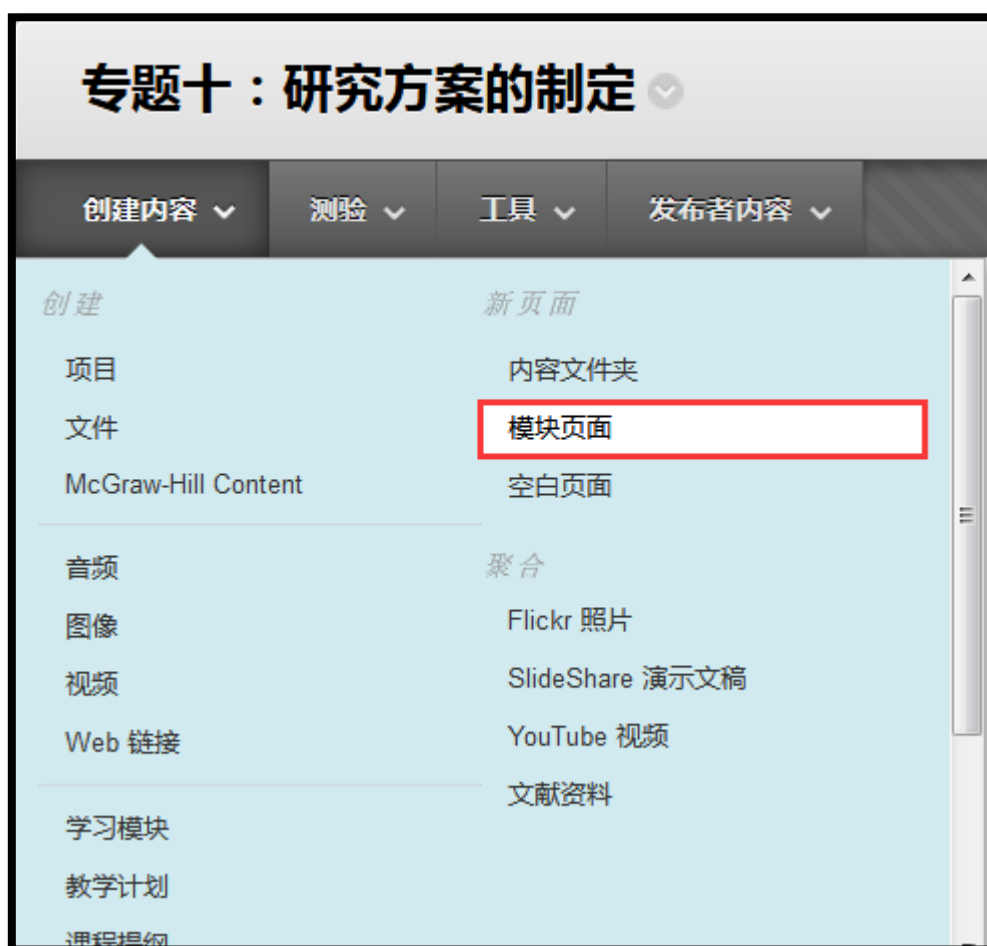 专题十：研究方案的制定
创建内容 测验 工具 发布者内容
创建
项目
文件
McGraw-Hill Content
音频
图像
视频
Web 链接
学习模块
教学计划
课程提纲
新页面
内容文件夹
模块页面
空白页面
聚合
Flickr 照片
SlideShare 演示文稿
YouTube 视频
文献资料